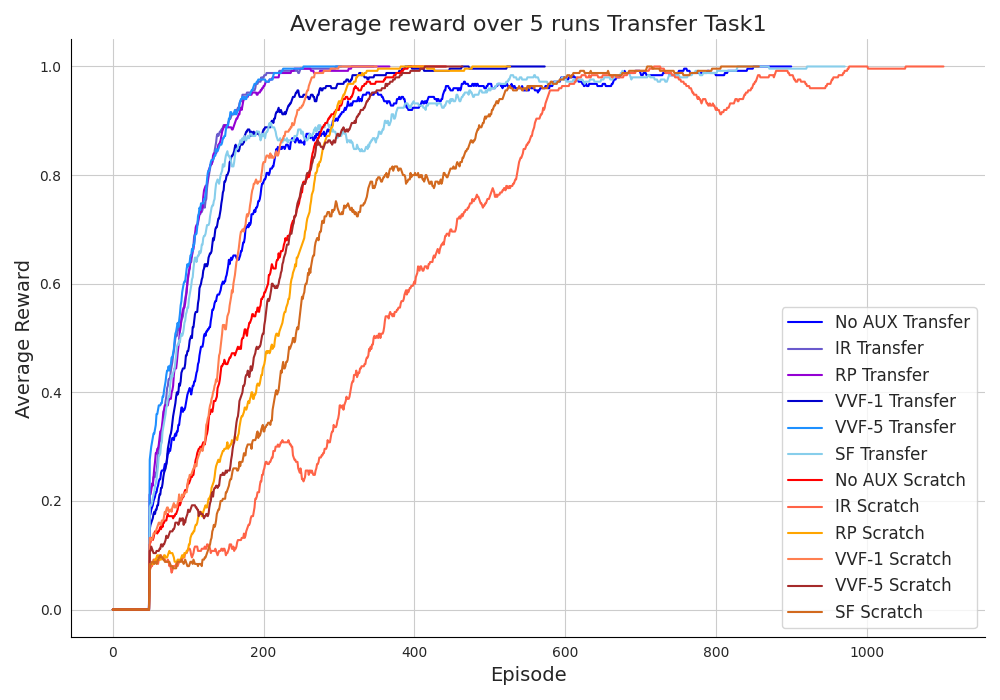 Average reward over 5 runs Transfer Task1
Average Reward
1.0
0.8
0.6
0.4
0.2
0.0
0 200 400 600 800 1000
Episode
No AUX Transfer
IR Transfer
RP Transfer
VVF-1 Transfer
VVF-5 Transfer
SF Transfer
No AUX Scratch
IR Scratch
RP Scratch
VVF-1 Scratch
VVF-5 Scratch
SF Scratch